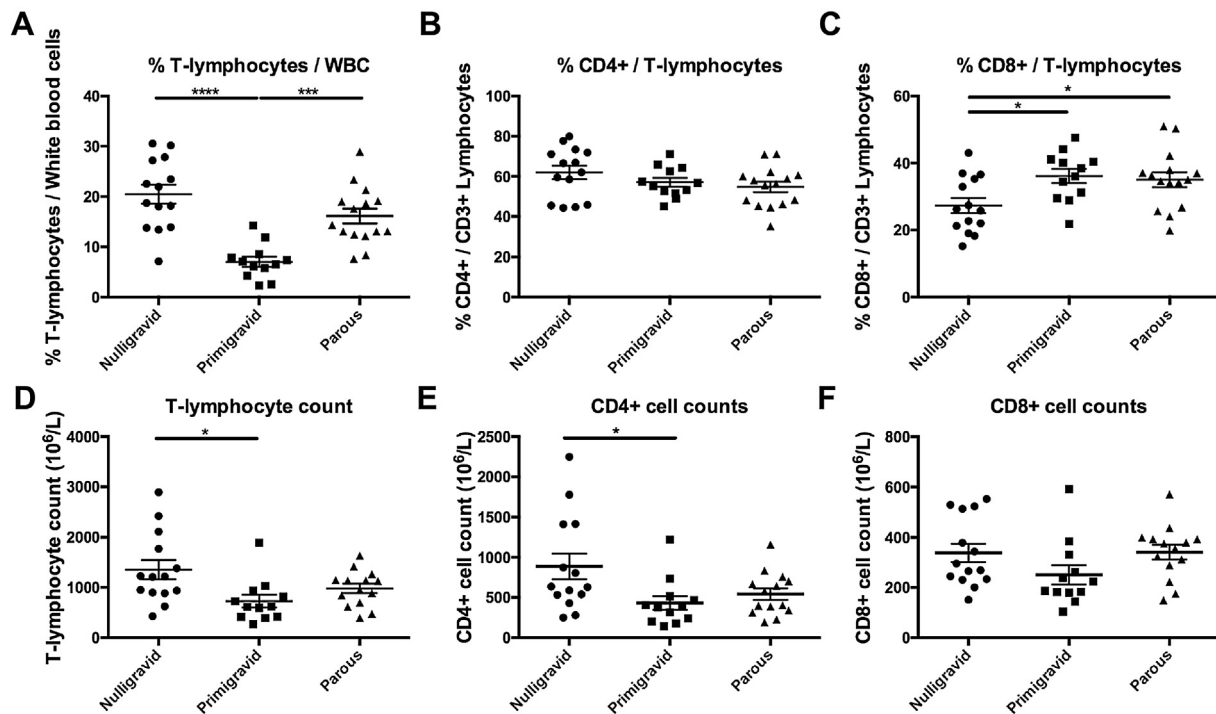 A
% T-lymphocytes / WBC
% T-lymphocytes / White blood cells
40
30
20
10
0
****
***
Nulligravid
Primigravid
Parous
B
% CD4+ / T-lymphocytes
% CD4+ / CD3+ Lymphocytes
100
80
60
40
20
0
Nulligravid
Primigravid
Parous
C
% CD8+ / T-lymphocytes
% CD8+ / CD3+ Lymphocytes
60
40
20
0
*
*
Nulligravid
Primigravid
Parous
D
T-lymphocyte count
T-lymphocyte count (10⁶/L)
4000
3000
2000
1000
0
*
Nulligravid
Primigravid
Parous
E
CD4+ cell counts
CD4+ cell count (10⁶/L)
2500
2000
1500
1000
500
0
*
Nulligravid
Primigravid
Parous
F
CD8+ cell counts
CD8+ cell count (10⁶/L)
800
600
400
200
0
Nulligravid
Primigravid
Parous